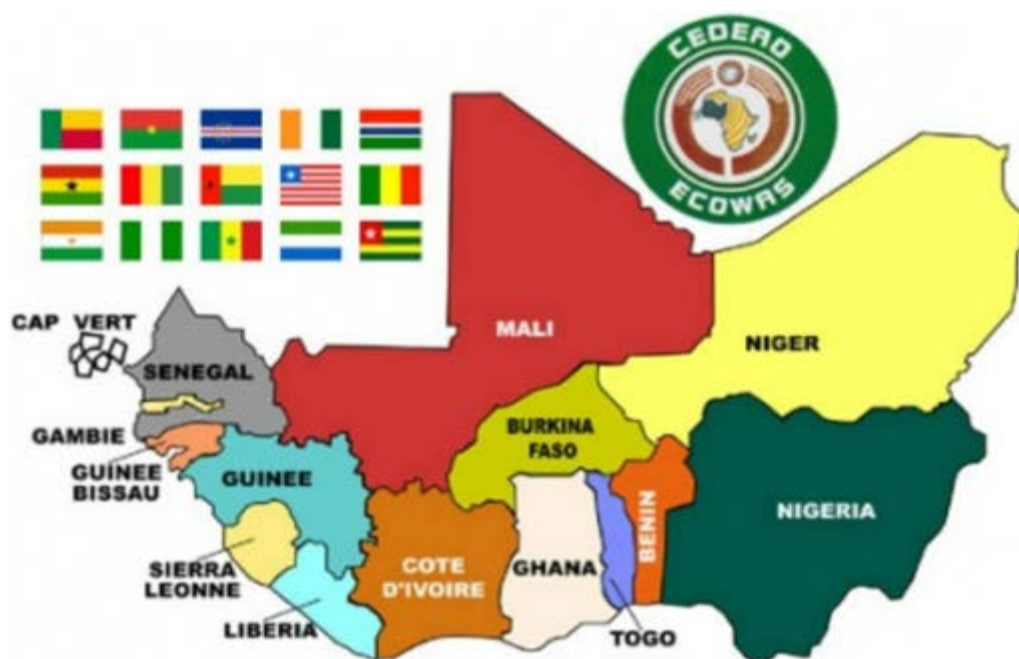 CEDEAO
ECOWAS
CAP VERT
MALI
NIGER
SENEGAL
GAMBIE
BURKINA
FASO
GUINEE
BISSAU
GUINEE
NIGERIA
BENIN
SIERRA
LEONNE
COTE
D'IVOIRE
GHANA
LIBERIA
TOGO